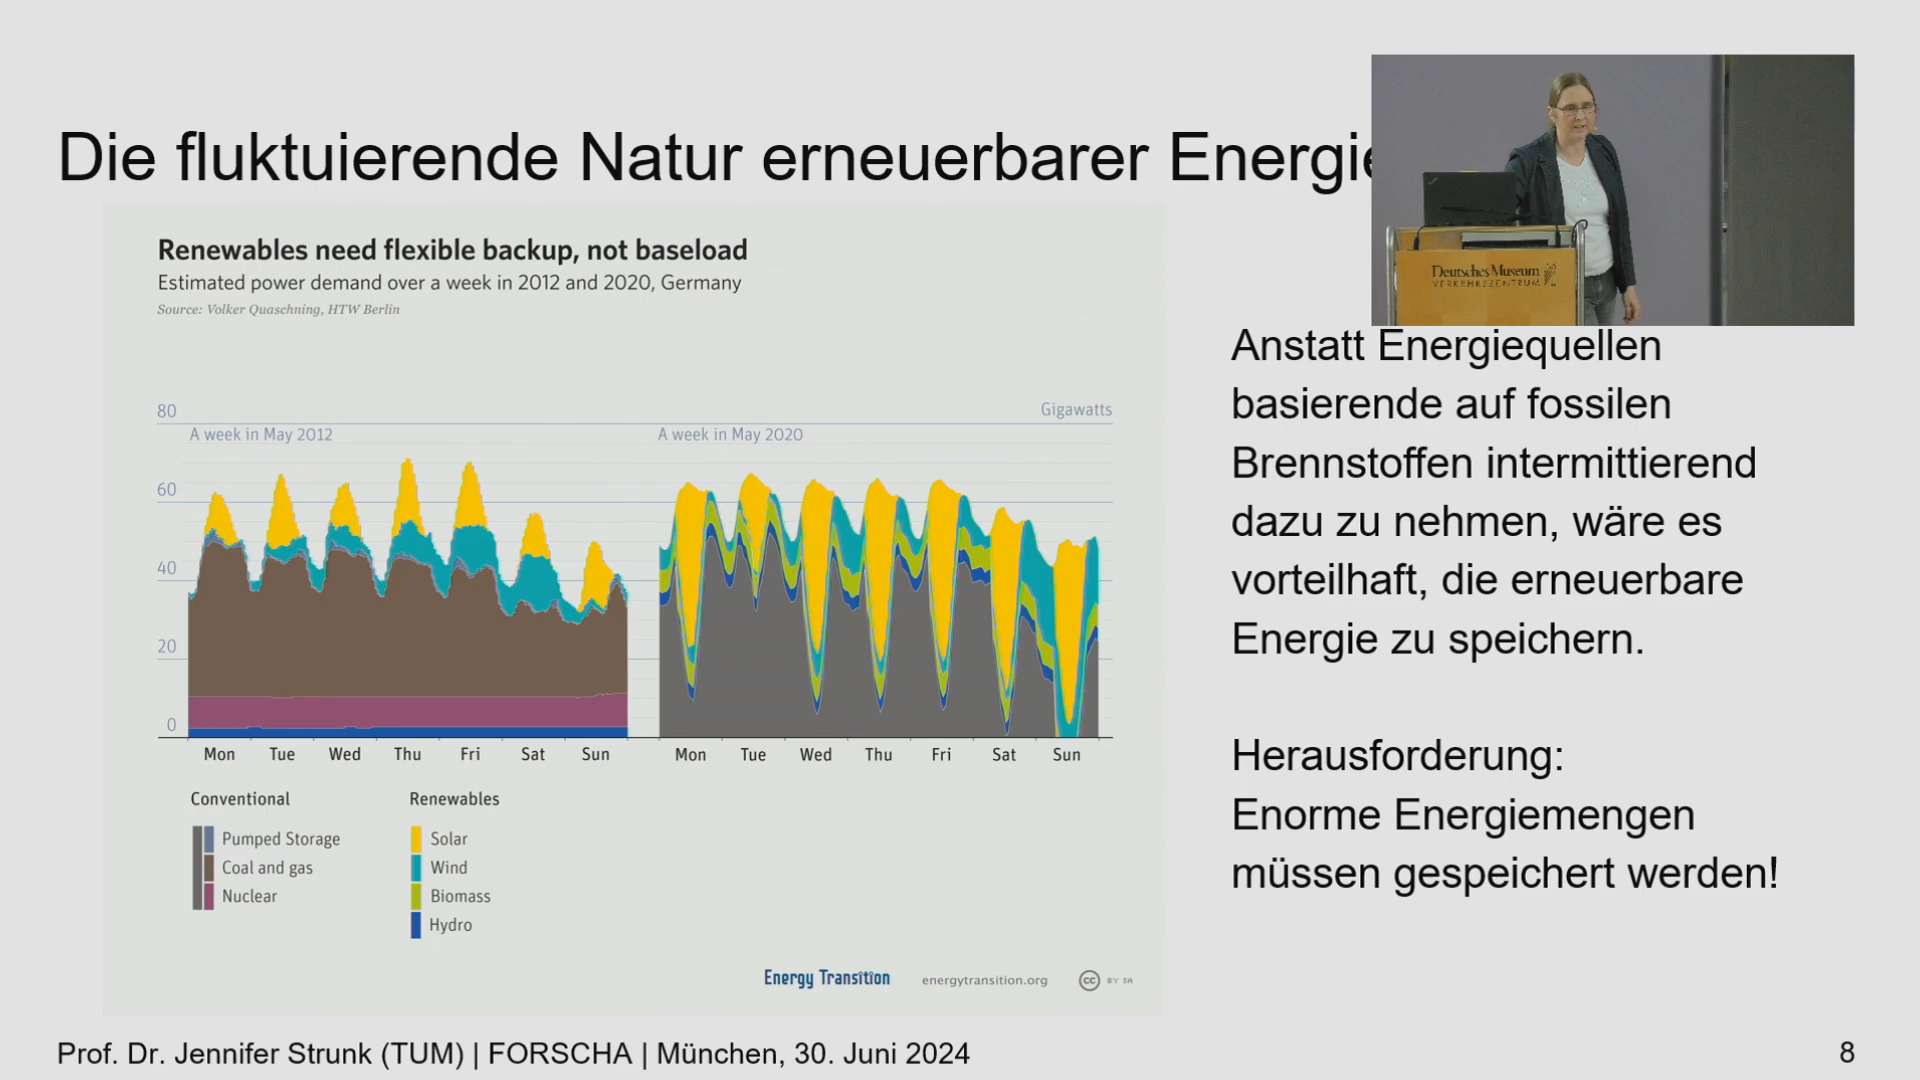 Die fluktuierende Natur erneuerbarer Energie
Renewables need flexible backup, not baseload
Estimated power demand over a week in 2012 and 2020, Germany
Source: Volker Quaschning, HTW Berlin
80
Gigawatts
A week in May 2012
A week in May 2020
60
40
20
0
Mon Tue Wed Thu Fri Sat Sun
Mon Tue Wed Thu Fri Sat Sun
Conventional
Pumped Storage
Coal and gas
Nuclear
Renewables
Solar
Wind
Biomass
Hydro
Energy Transition
energytransition.org
cc BY SA
Deutsches Museum
VERKEHRSZENTRUM
Anstatt Energiequellen
basierende auf fossilen
Brennstoffen intermittierend
dazu zu nehmen, wäre es
vorteilhaft, die erneuerbare
Energie zu speichern.
Herausforderung:
Enorme Energiemengen
müssen gespeichert werden!
Prof. Dr. Jennifer Strunk (TUM) | FORSCHA | München, 30. Juni 2024
8